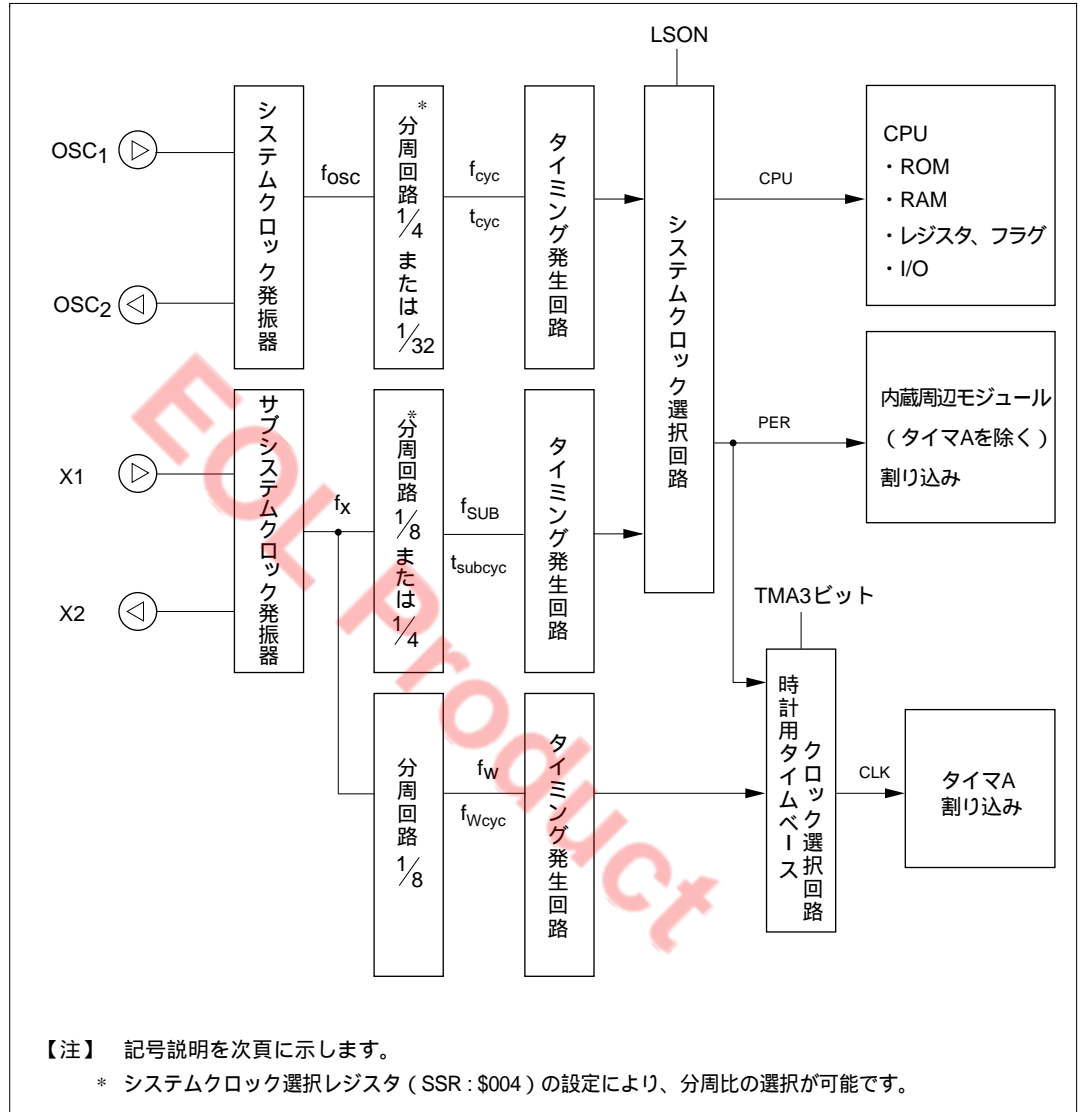 LSON
OSC1
OSC2
システムクロック発振器
fOSC
分周回路 1/4 または 1/32 *
fcyc
tcyc
タイミング発生回路
システムクロック選択回路
CPU
CPU
・ROM
・RAM
・レジスタ、フラグ
・I/O
X1
X2
サブシステムクロック発振器
fX
分周回路 1/8 または 1/4 *
fSUB
tsubcyc
タイミング発生回路
PER
内蔵周辺モジュール
(タイマAを除く)
割り込み
TMA3ビット
分周回路 1/8
fW
fWcyc
タイミング発生回路
時計用タイムベース
クロック選択回路
CLK
タイマA
割り込み
EOL Product
【注】 記号説明を次頁に示します。
* システムクロック選択レジスタ(SSR:$004)の設定により、分周比の選択が可能です。